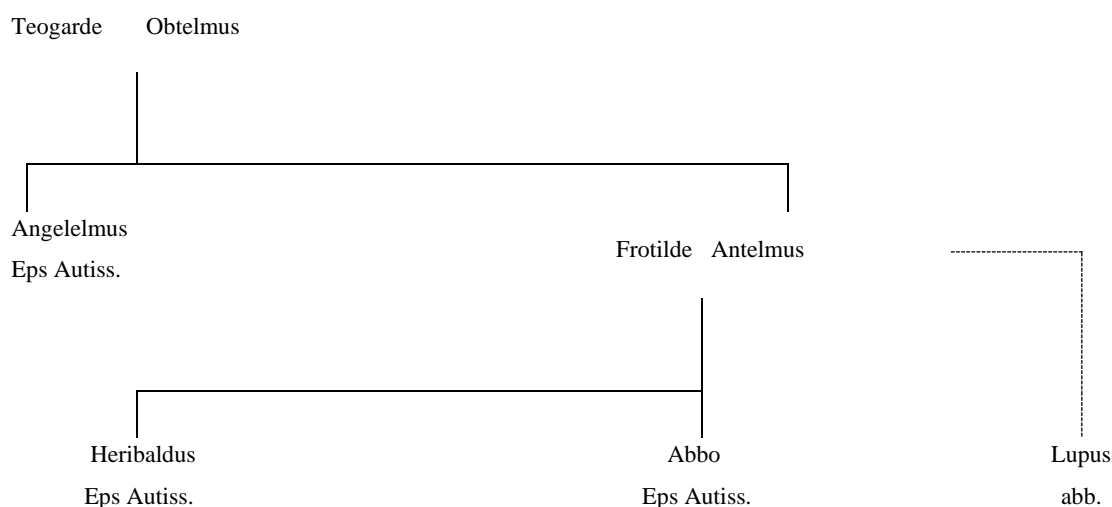 Teogarde Obtelmus
Angelelmus
Eps Autiss.
Frotilde Antelmus
Heribaldus
Eps Autiss.
Abbo
Eps Autiss.
Lupus
abb.